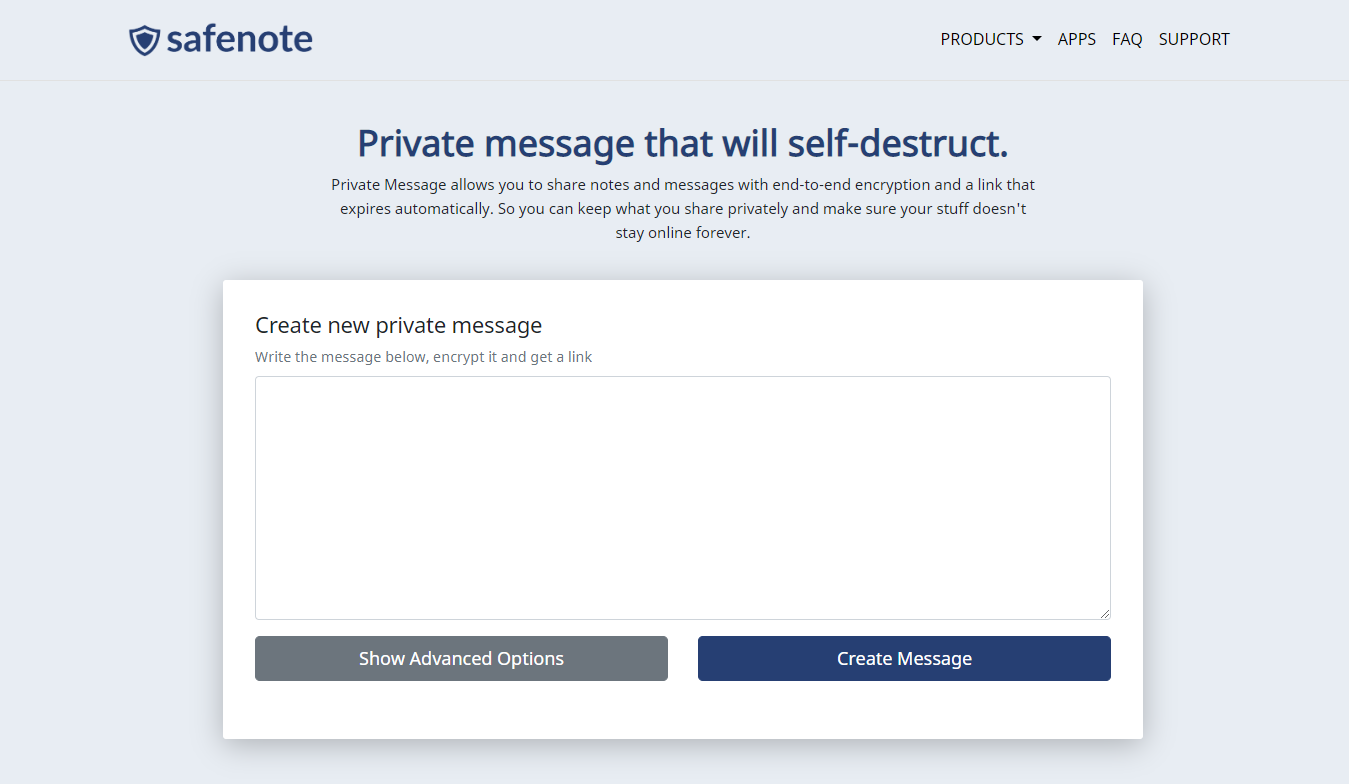 safenote
PRODUCTS APPS FAQ SUPPORT
Private message that will self-destruct.
Private Message allows you to share notes and messages with end-to-end encryption and a link that
expires automatically. So you can keep what you share privately and make sure your stuff doesn't
stay online forever.
Create new private message
Write the message below, encrypt it and get a link
Show Advanced Options
Create Message